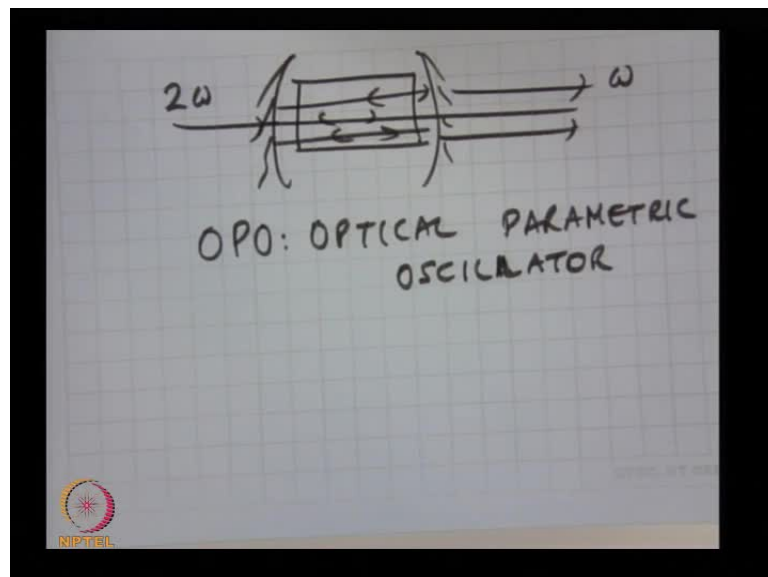 2ω
ω
OPO: OPTICAL PARAMETRIC
OSCILLATOR
NPTEL